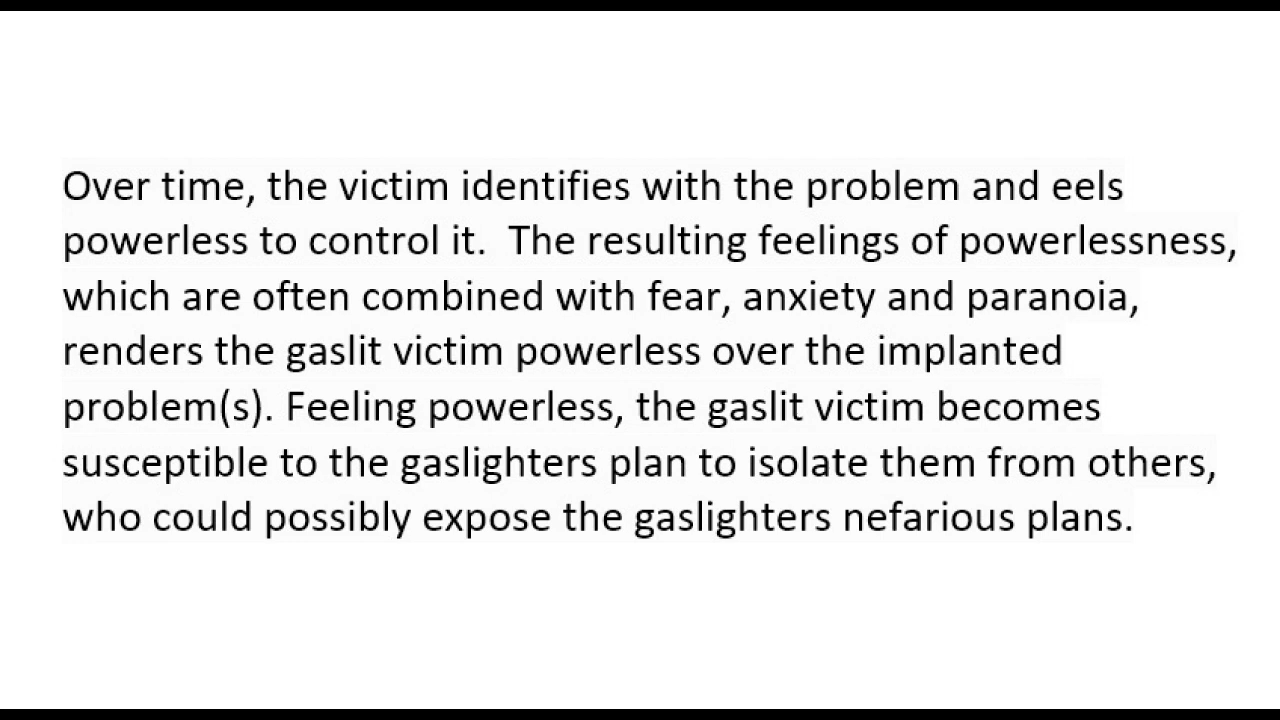 Over time, the victim identifies with the problem and eels
powerless to control it.  The resulting feelings of powerlessness,
which are often combined with fear, anxiety and paranoia,
renders the gaslit victim powerless over the implanted
problem(s). Feeling powerless, the gaslit victim becomes
susceptible to the gaslighters plan to isolate them from others,
who could possibly expose the gaslighters nefarious plans.